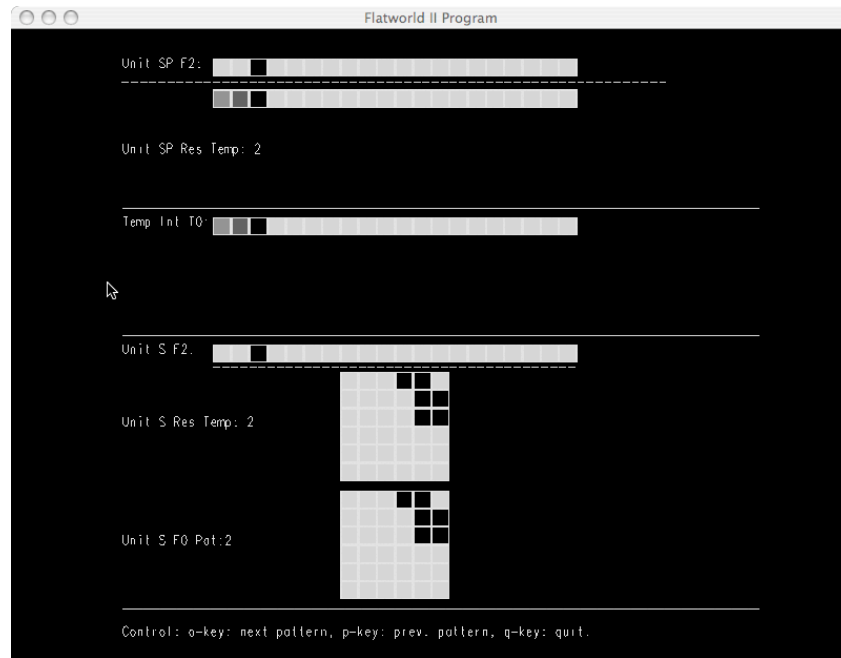 Flatworld II Program
Unit SP F2:
Unit SP Res Temp: 2
Temp Int T0:
Unit S F2:
Unit S Res Temp: 2
Unit S F0 Pat:2
Control: o-key: next pattern, p-key: prev. pattern, q-key: quit.